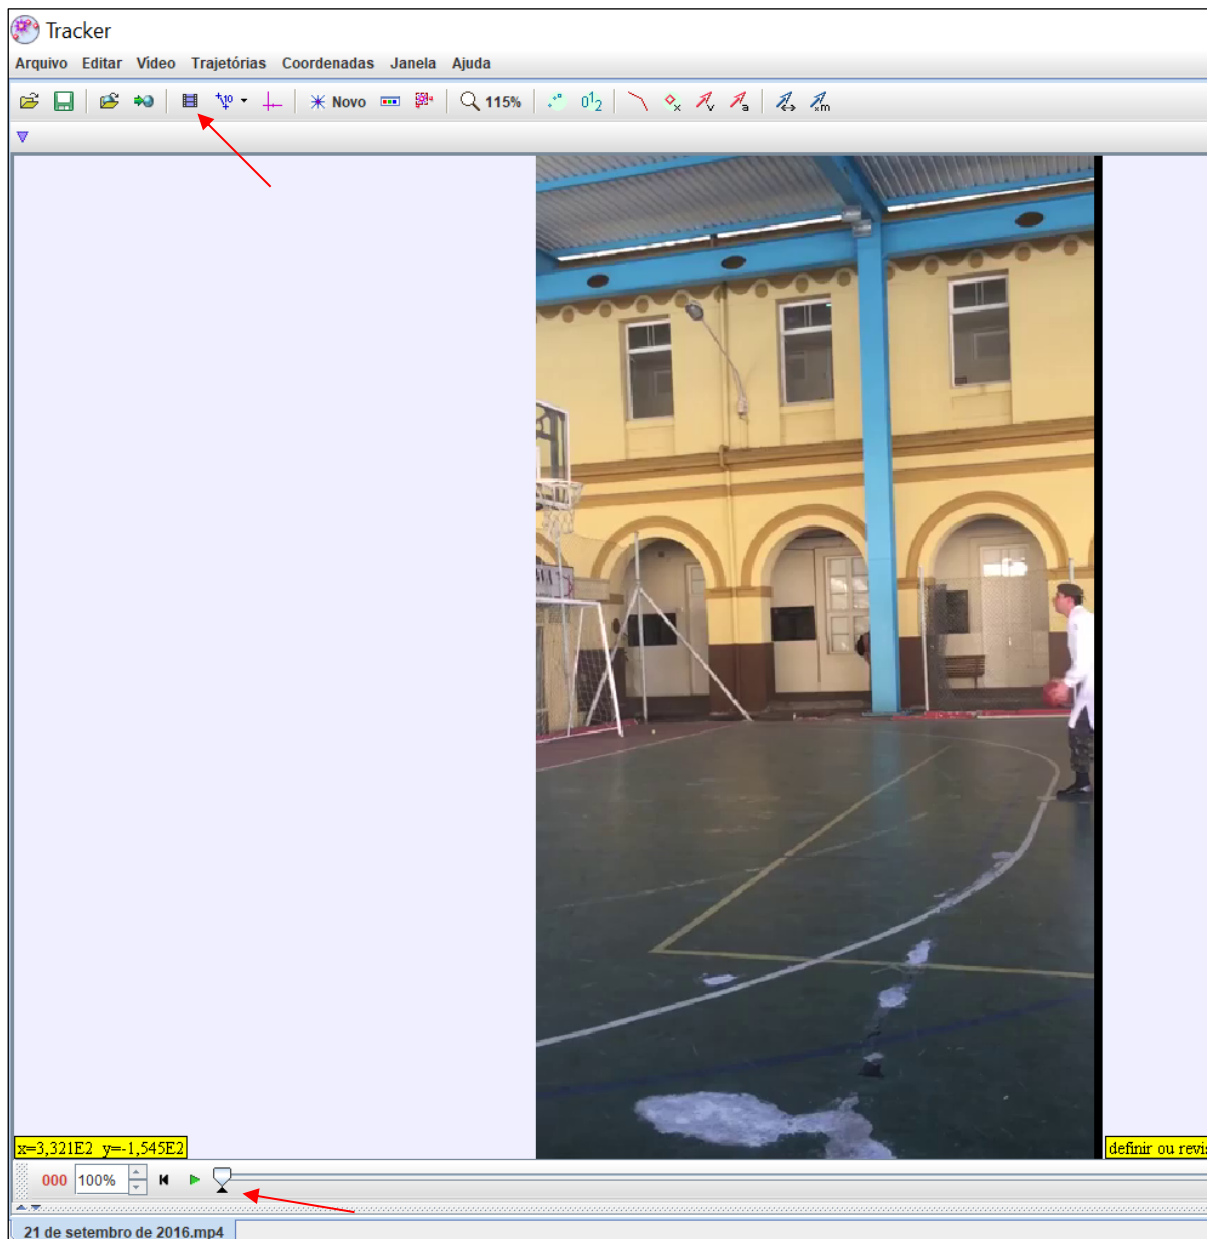 Tracker
Arquivo Editar Vídeo Trajetórias Coordenadas Janela Ajuda
Novo 115%
x=3,321E2 y=-1,545E2
definir ou revis
000 100%
21 de setembro de 2016.mp4